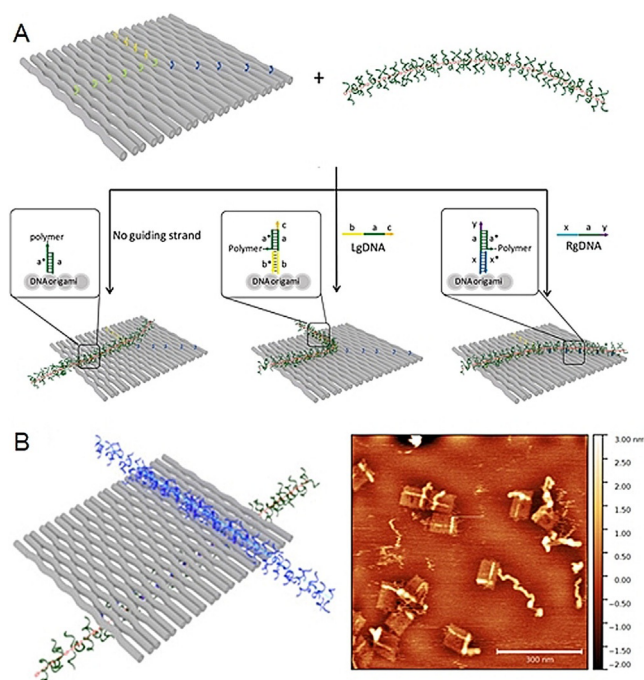 A
+
polymer
a* a
DNA origami
No guiding strand
c
a* a
Polymer
b* b
DNA origami
b a c
LgDNA
y
a a*
Polymer
x x*
DNA origami
x a y
RgDNA
B
3.00 nm
2.50
2.00
1.50
1.00
0.50
0.00
-0.50
-1.00
-1.50
-2.00
300 nm